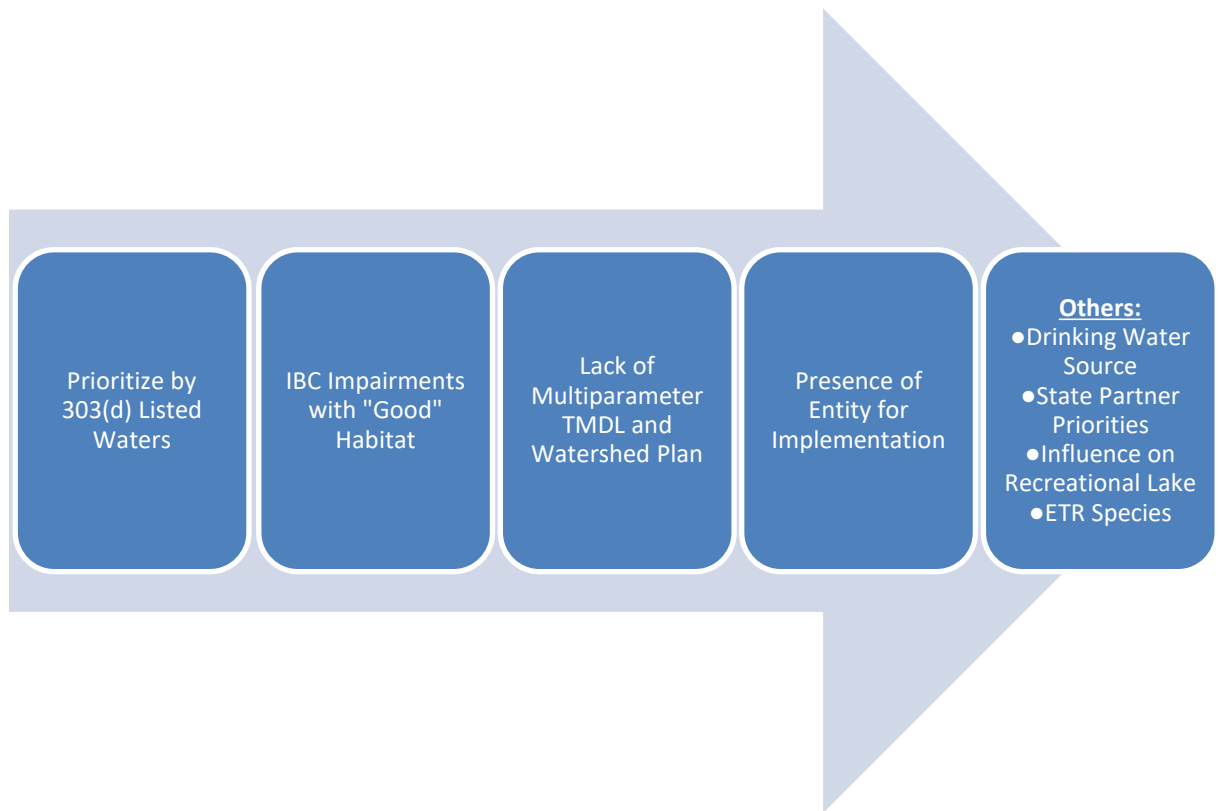 Prioritize by
303(d) Listed
Waters
IBC Impairments
with "Good"
Habitat
Lack of
Multiparameter
TMDL and
Watershed Plan
Presence of
Entity for
Implementation
Others:
●Drinking Water
Source
●State Partner
Priorities
●Influence on
Recreational Lake
●ETR Species